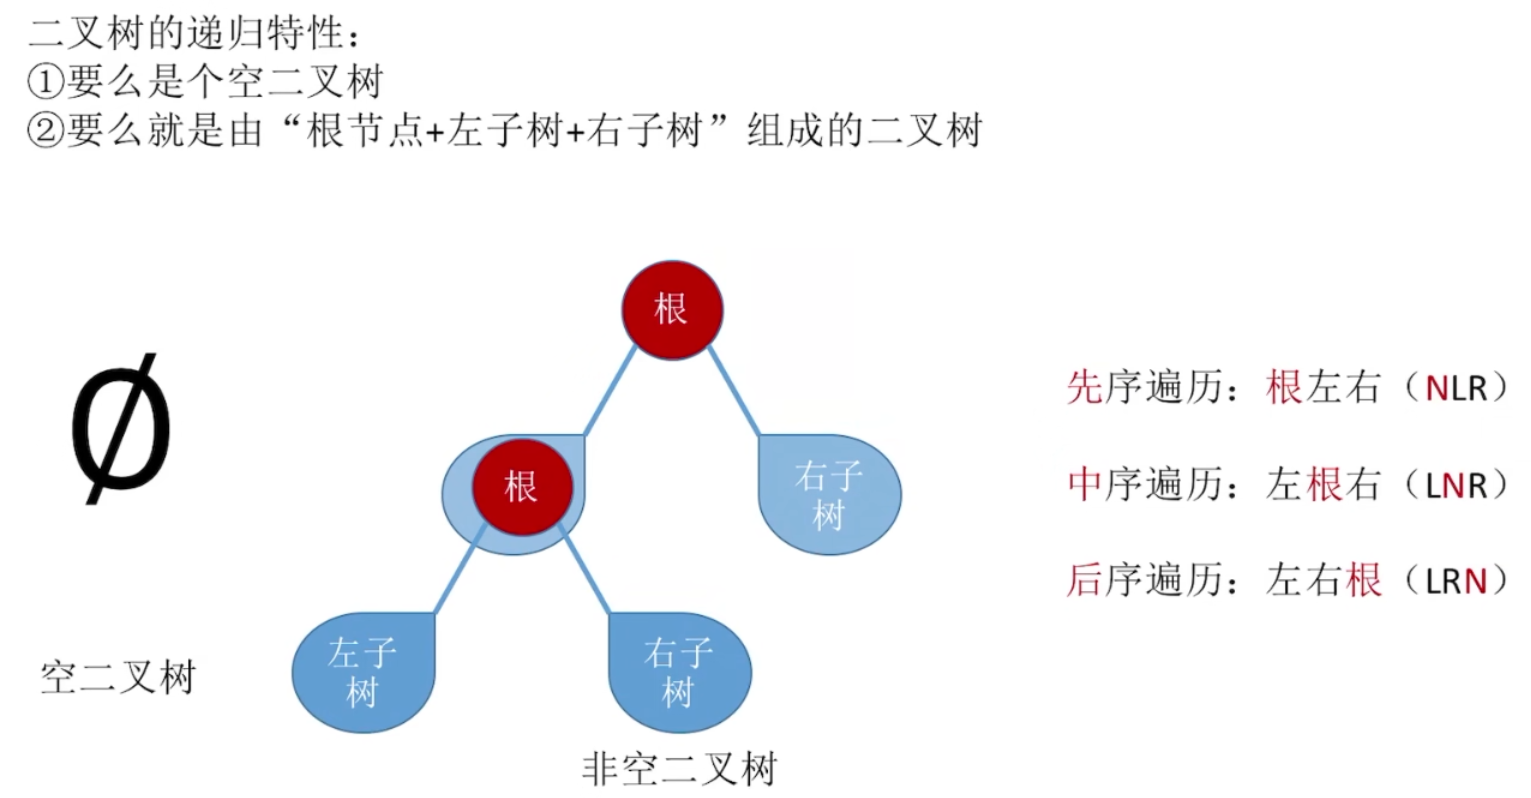 二叉树的递归特性：
①要么是个空二叉树
②要么就是由“根节点+左子树+右子树”组成的二叉树
根
根
右子
树
左子
树
右子
树
∅
空二叉树
非空二叉树
先序遍历：根左右（NLR）
中序遍历：左根右（LNR）
后序遍历：左右根（LRN）